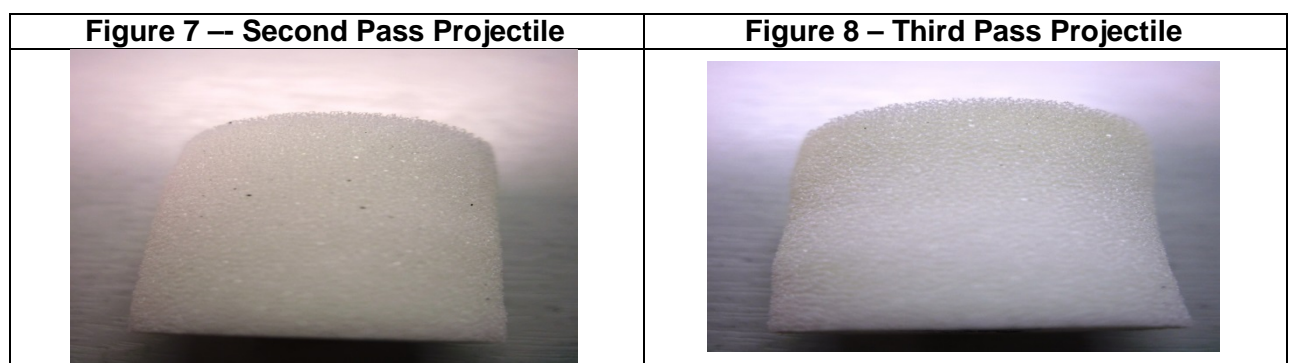 Figure 7 –- Second Pass Projectile
Figure 8 – Third Pass Projectile